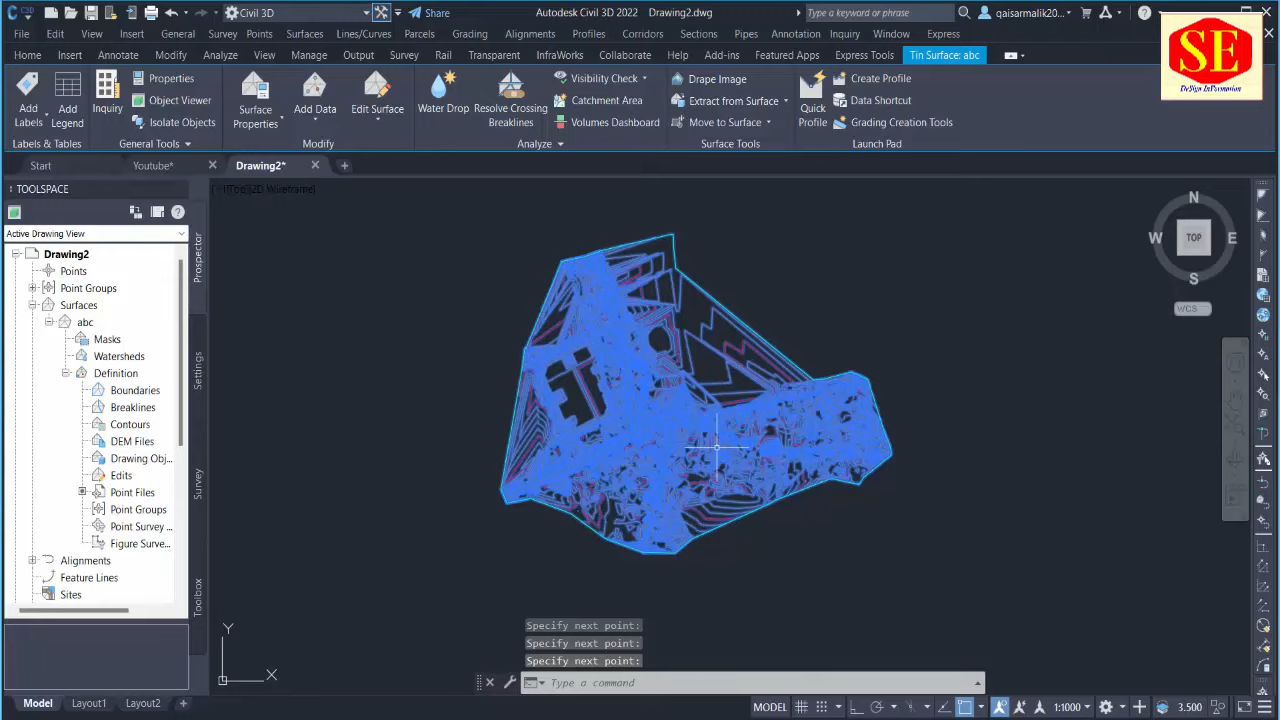 C3D
Civil 3D
Share
Autodesk Civil 3D 2022 Drawing2.dwg
Type a keyword or phrase
qaisarmalik20...
File Edit View General Survey Points Surfaces Lines/Curves Parcels Grading Alignments Profiles Corridors Sections Pipes Annotation Inquiry Window Express
Home Insert Annotate Modify Analyze View Manage Output Survey Rail Transparent InfraWorks Collaborate Help Add-ins Featured Apps Express Tools Tin Surface: abc
SE
DeSign InFormation
Add Labels
Add Legend
Inquiry
Properties
Object Viewer
Isolate Objects
Surface Properties
Add Data
Edit Surface
Water Drop
Resolve Crossing Breaklines
Visibility Check
Catchment Area
Volumes Dashboard
Drape Image
Extract from Surface
Move to Surface
Quick Profile
Create Profile
Data Shortcut
Grading Creation Tools
Labels & Tables General Tools Modify Analyze Surface Tools Launch Pad
Start Youtube* Drawing2*
TOOLSPACE
Active Drawing View
Drawing2
Points
Point Groups
Surfaces
abc
Masks
Watersheds
Definition
Boundaries
Breaklines
Contours
DEM Files
Drawing Obj...
Edits
Point Files
Point Groups
Point Survey ...
Figure Surve...
Alignments
Feature Lines
Sites
Prospector
Settings
Survey
Toolbox
N
W TOP E
S
WCS
Y
X
Specify next point:
Specify next point:
Specify next point:
Type a command
Model Layout1 Layout2
MODEL 1:1000 3.500